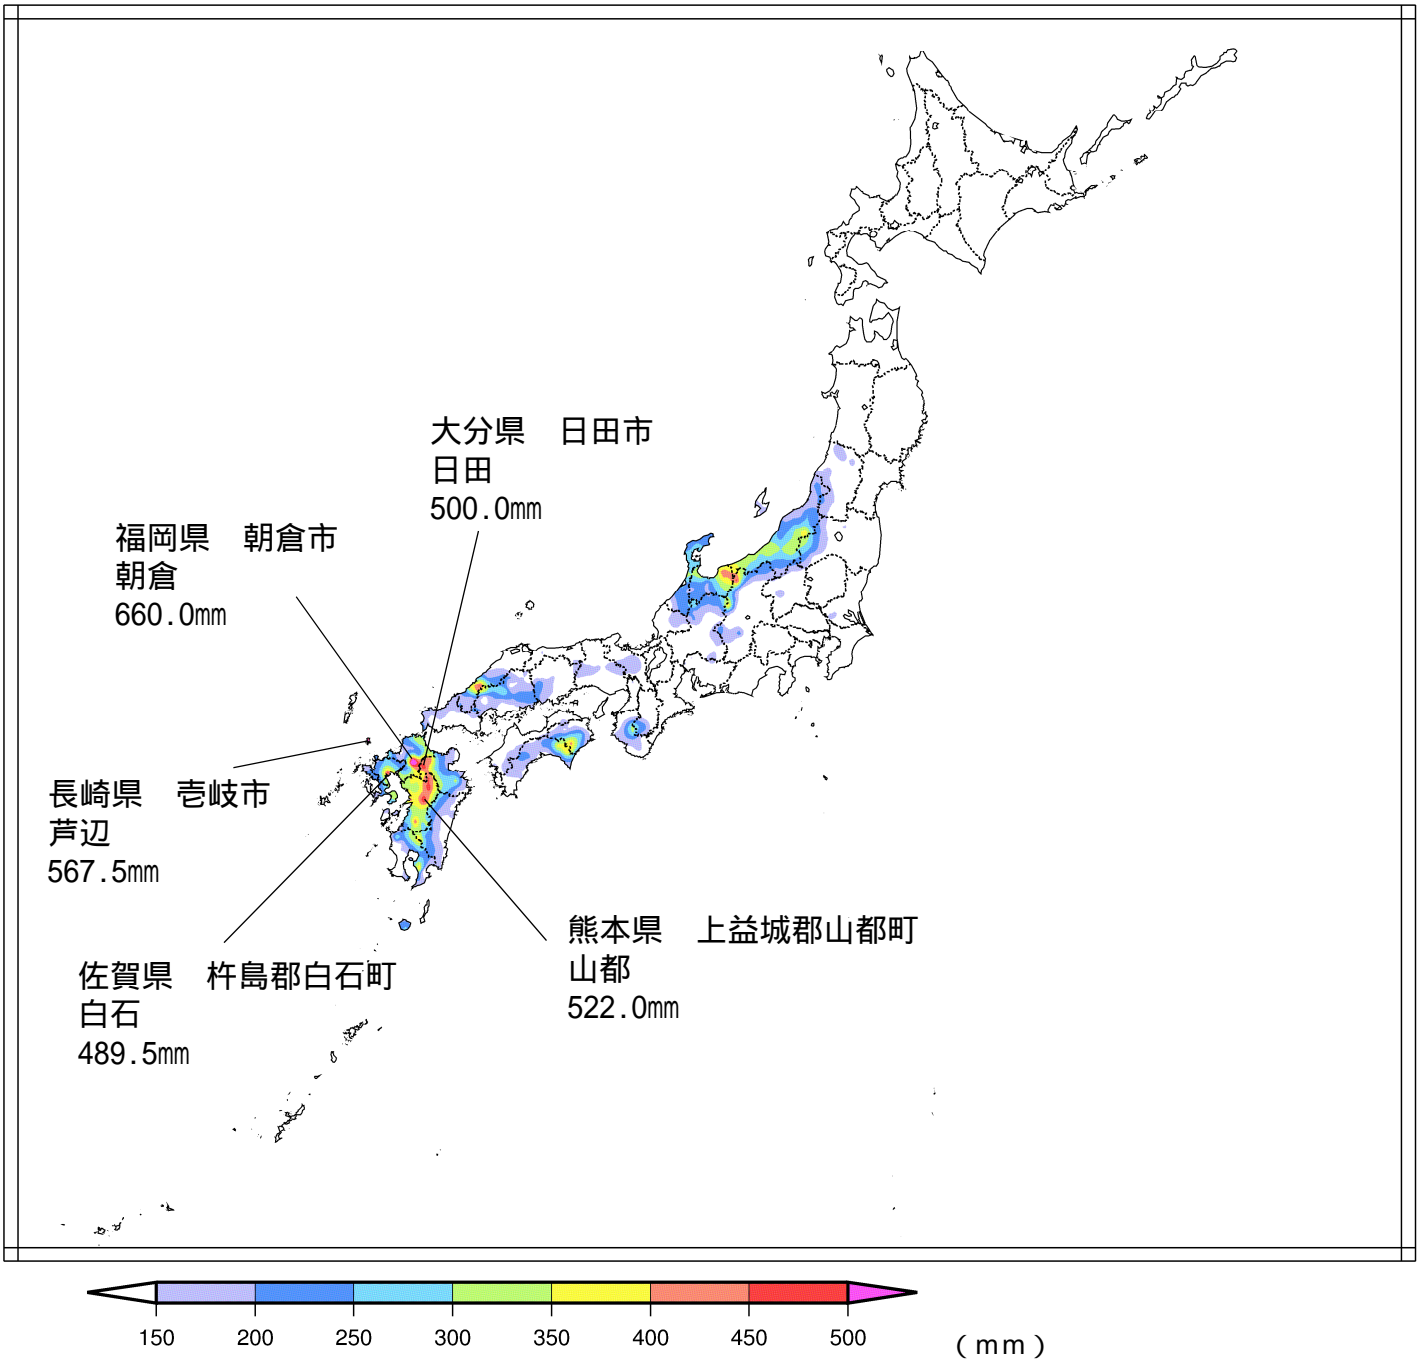 大分県　日田市
日田
500.0㎜
福岡県　朝倉市
朝倉
660.0㎜
長崎県　壱岐市
芦辺
567.5㎜
熊本県　上益城郡山都町
山都
522.0㎜
佐賀県　杵島郡白石町
白石
489.5㎜
150 200 250 300 350 400 450 500
（ｍｍ）